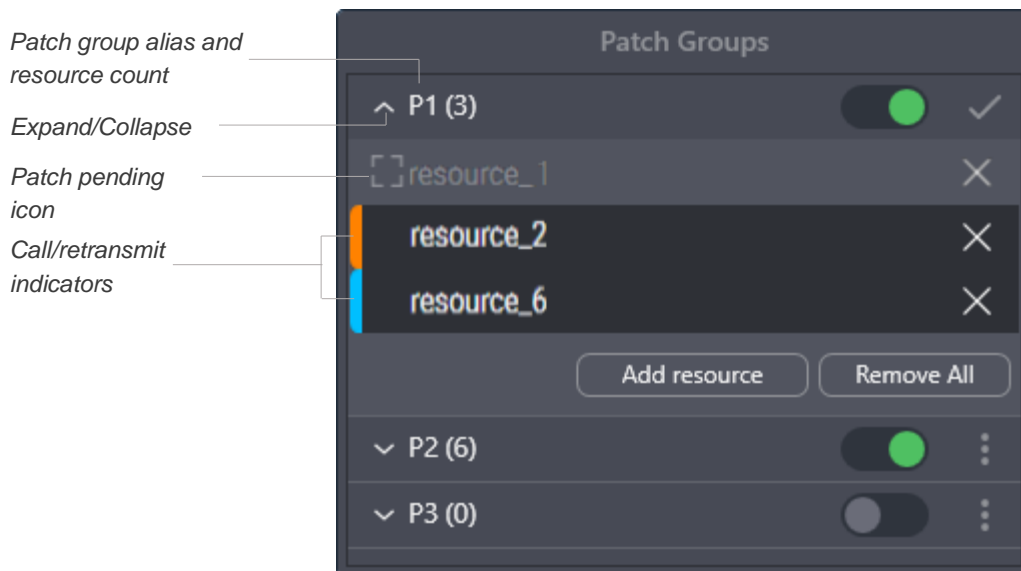 Patch group alias and
resource count
Expand/Collapse
Patch pending
icon
Call/retransmit
indicators
Patch Groups
P1 (3)
resource_1
resource_2
resource_6
Add resource
Remove All
P2 (6)
P3 (0)